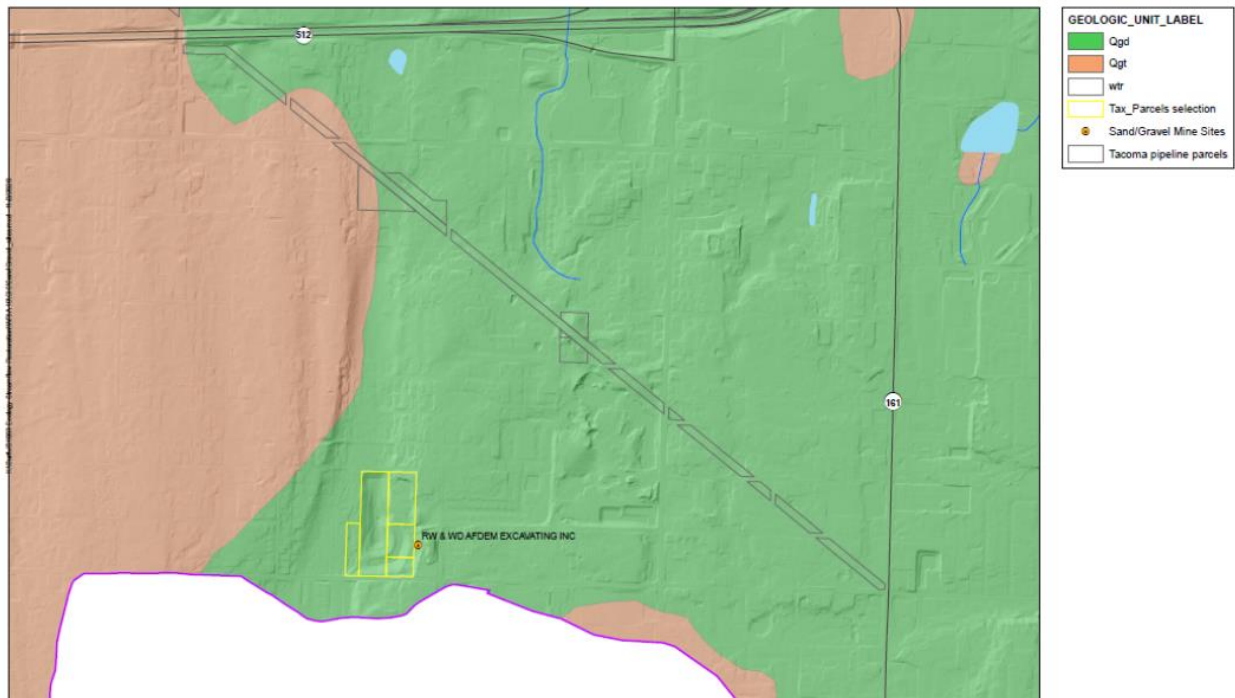 512
161
RW & WD AFDEM EXCAVATING INC
GEOLOGIC_UNIT_LABEL
Qgd
Qgt
wtr
Tax_Parcels selection
Sand/Gravel Mine Sites
Tacoma pipeline parcels